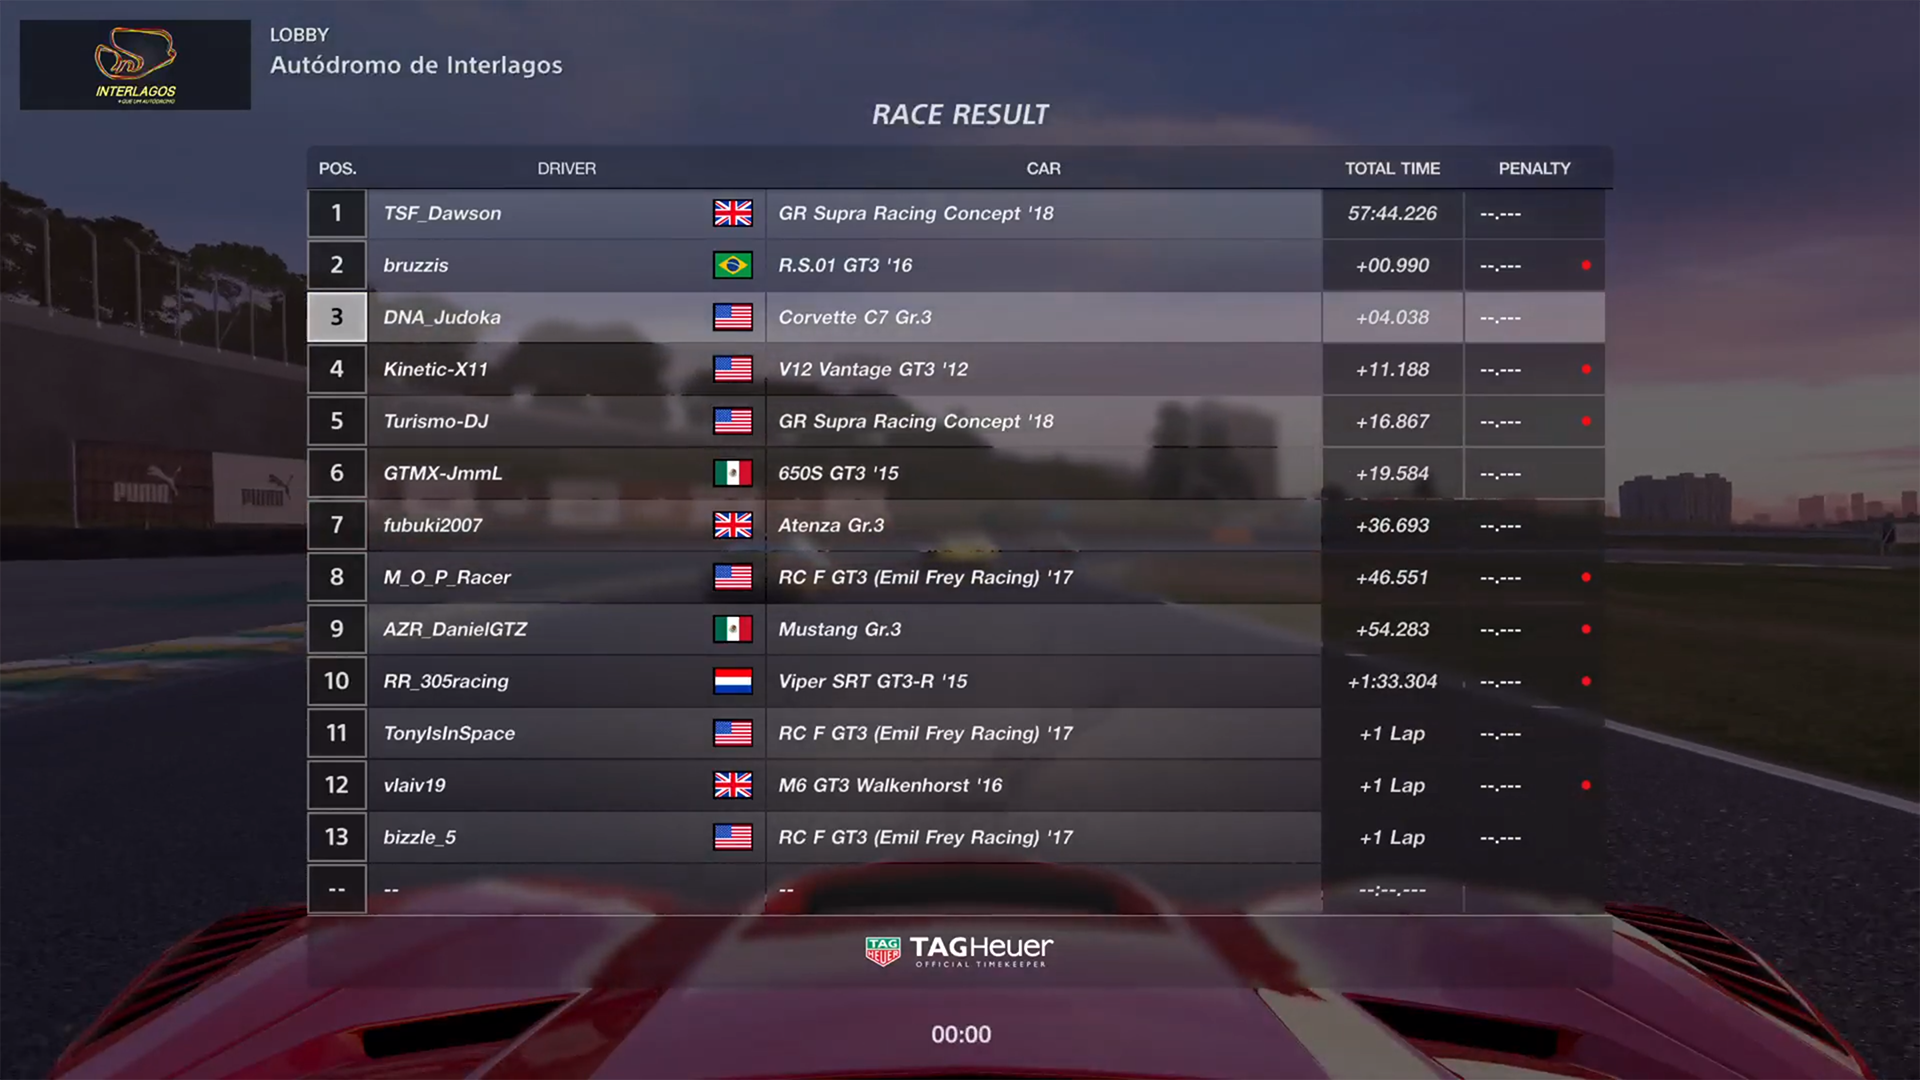 INTERLAGOS
+ QUE UM AUTÓDROMO
LOBBY
Autódromo de Interlagos
RACE RESULT
POS. DRIVER CAR TOTAL TIME PENALTY
1 TSF_Dawson GR Supra Racing Concept '18 57:44.226 --.---
2 bruzzis R.S.01 GT3 '16 +00.990 --.---
3 DNA_Judoka Corvette C7 Gr.3 +04.038 --.---
4 Kinetic-X11 V12 Vantage GT3 '12 +11.188 --.---
5 Turismo-DJ GR Supra Racing Concept '18 +16.867 --.---
6 GTMX-JmmL 650S GT3 '15 +19.584 --.---
PUMA PUMA
7 fubuki2007 Atenza Gr.3 +36.693 --.---
8 M_O_P_Racer RC F GT3 (Emil Frey Racing) '17 +46.551 --.---
9 AZR_DanielGTZ Mustang Gr.3 +54.283 --.---
10 RR_305racing Viper SRT GT3-R '15 +1:33.304 --.---
11 TonyIsInSpace RC F GT3 (Emil Frey Racing) '17 +1 Lap --.---
12 vlaiv19 M6 GT3 Walkenhorst '16 +1 Lap --.---
13 bizzle_5 RC F GT3 (Emil Frey Racing) '17 +1 Lap --.---
-- -- -- --:--.---
TAG HEUER TAGHeuer
OFFICIAL TIMEKEEPER
00:00